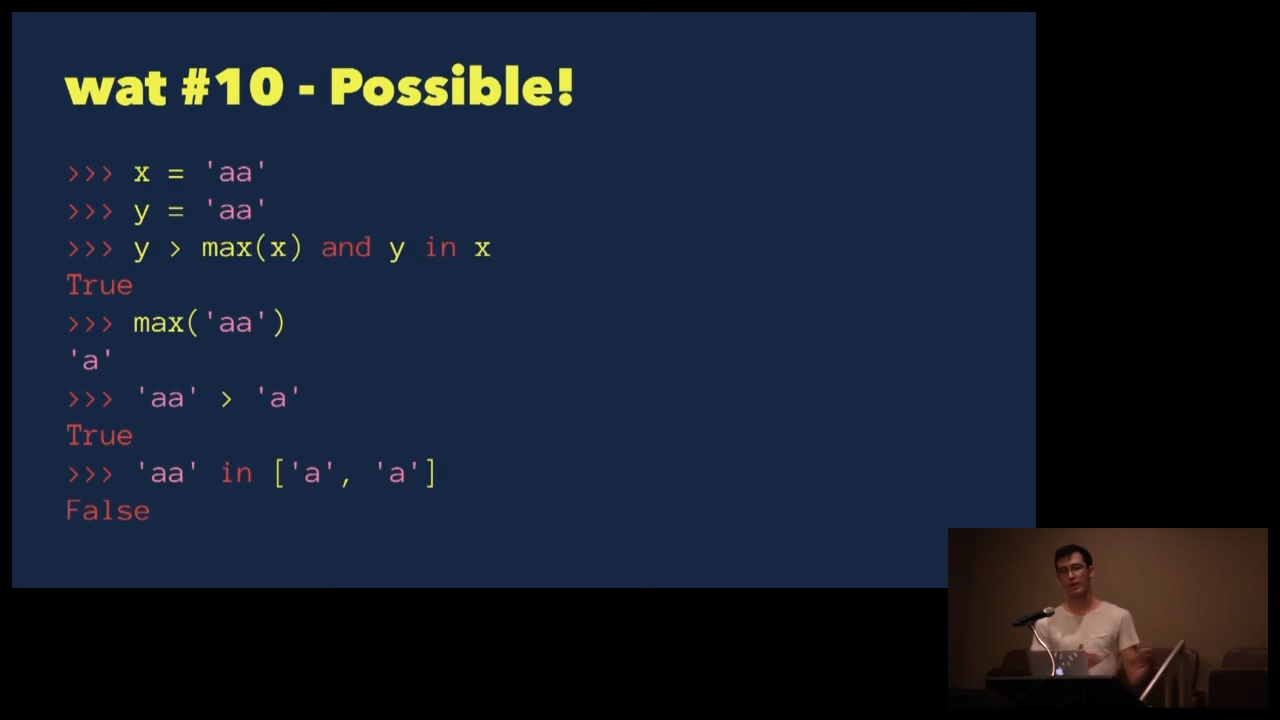 wat #10 - Possible!
>>> x = 'aa'
>>> y = 'aa'
>>> y > max(x) and y in x
True
>>> max('aa')
'a'
>>> 'aa' > 'a'
True
>>> 'aa' in ['a', 'a']
False